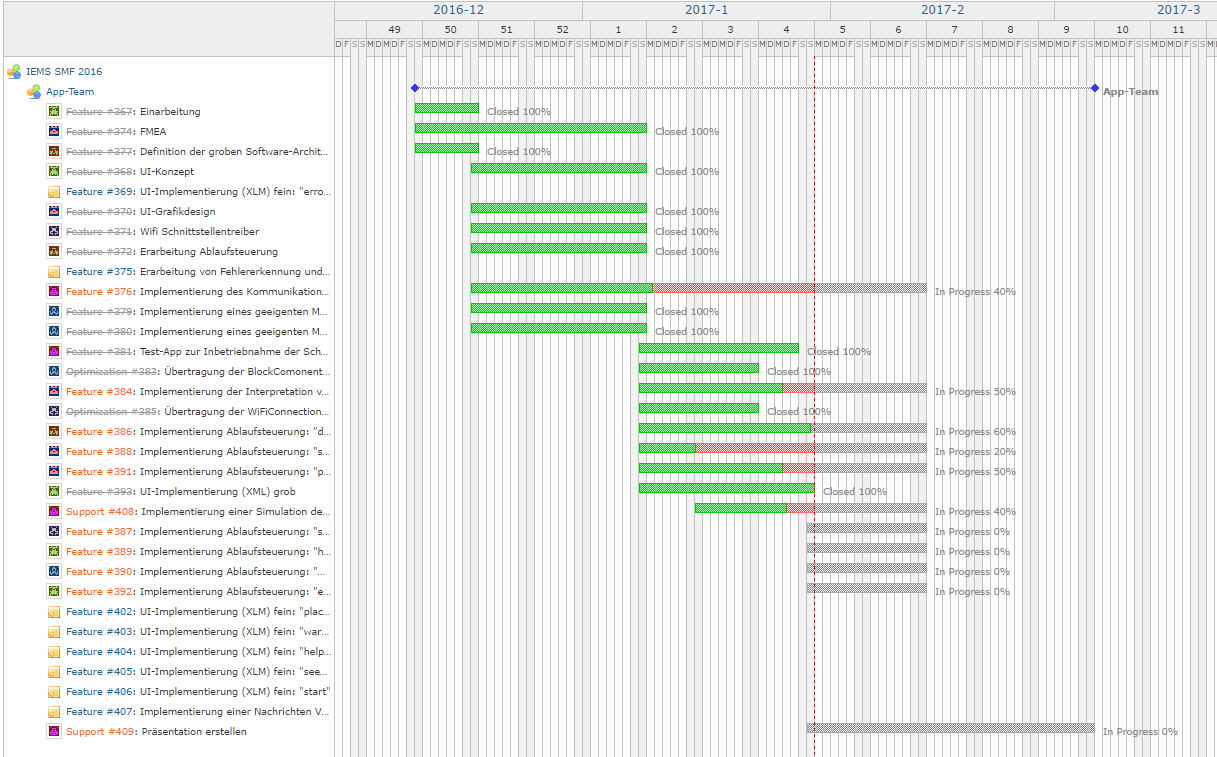 2016-12 2017-1 2017-2 2017-3
49 50 51 52 1 2 3 4 5 6 7 8 9 10 11
IEMS SMF 2016
App-Team App-Team
Feature #367: Einarbeitung Closed 100%
Feature #374: FMEA Closed 100%
Feature #377: Definition der groben Software-Archit... Closed 100%
Feature #368: UI-Konzept Closed 100%
Feature #369: UI-Implementierung (XLM) fein: "erro...
Feature #370: UI-Grafikdesign Closed 100%
Feature #371: Wifi Schnittstellentreiber Closed 100%
Feature #372: Erarbeitung Ablaufsteuerung Closed 100%
Feature #375: Erarbeitung von Fehlererkennung und...
Feature #376: Implementierung des Kommunikation... In Progress 40%
Feature #379: Implementierung eines geeigenten M... Closed 100%
Feature #380: Implementierung eines geeigenten M... Closed 100%
Feature #381: Test-App zur Inbetriebnahme der Sch... Closed 100%
Optimization #383: Übertragung der BlockComonent... Closed 100%
Feature #384: Implementierung der Interpretation v... In Progress 50%
Optimization #385: Übertragung der WiFiConnection... Closed 100%
Feature #386: Implementierung Ablaufsteuerung: "d... In Progress 60%
Feature #388: Implementierung Ablaufsteuerung: "s... In Progress 20%
Feature #391: Implementierung Ablaufsteuerung: "p... In Progress 50%
Feature #393: UI-Implementierung (XML) grob Closed 100%
Support #408: Implementierung einer Simulation de... In Progress 40%
Feature #387: Implementierung Ablaufsteuerung: "s... In Progress 0%
Feature #389: Implementierung Ablaufsteuerung: "h... In Progress 0%
Feature #390: Implementierung Ablaufsteuerung: "... In Progress 0%
Feature #392: Implementierung Ablaufsteuerung: "e... In Progress 0%
Feature #402: UI-Implementierung (XLM) fein: "plac...
Feature #403: UI-Implementierung (XLM) fein: "war...
Feature #404: UI-Implementierung (XLM) fein: "help...
Feature #405: UI-Implementierung (XLM) fein: "see...
Feature #406: UI-Implementierung (XLM) fein: "start"
Feature #407: Implementierung einer Nachrichten V...
Support #409: Präsentation erstellen In Progress 0%